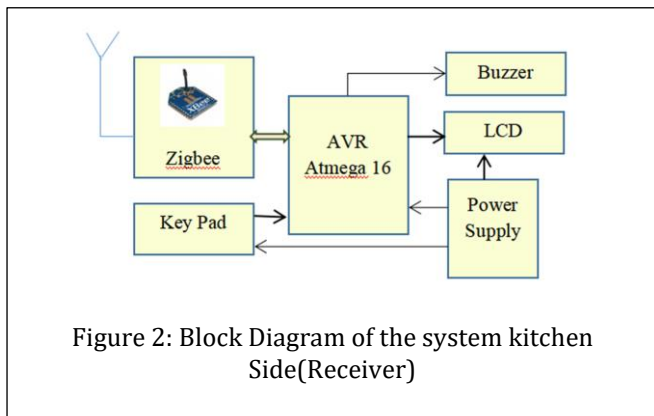 Buzzer
LCD
AVR
Atmega 16
Zigbee
Key Pad
Power
Supply
Figure 2: Block Diagram of the system kitchen
Side(Receiver)